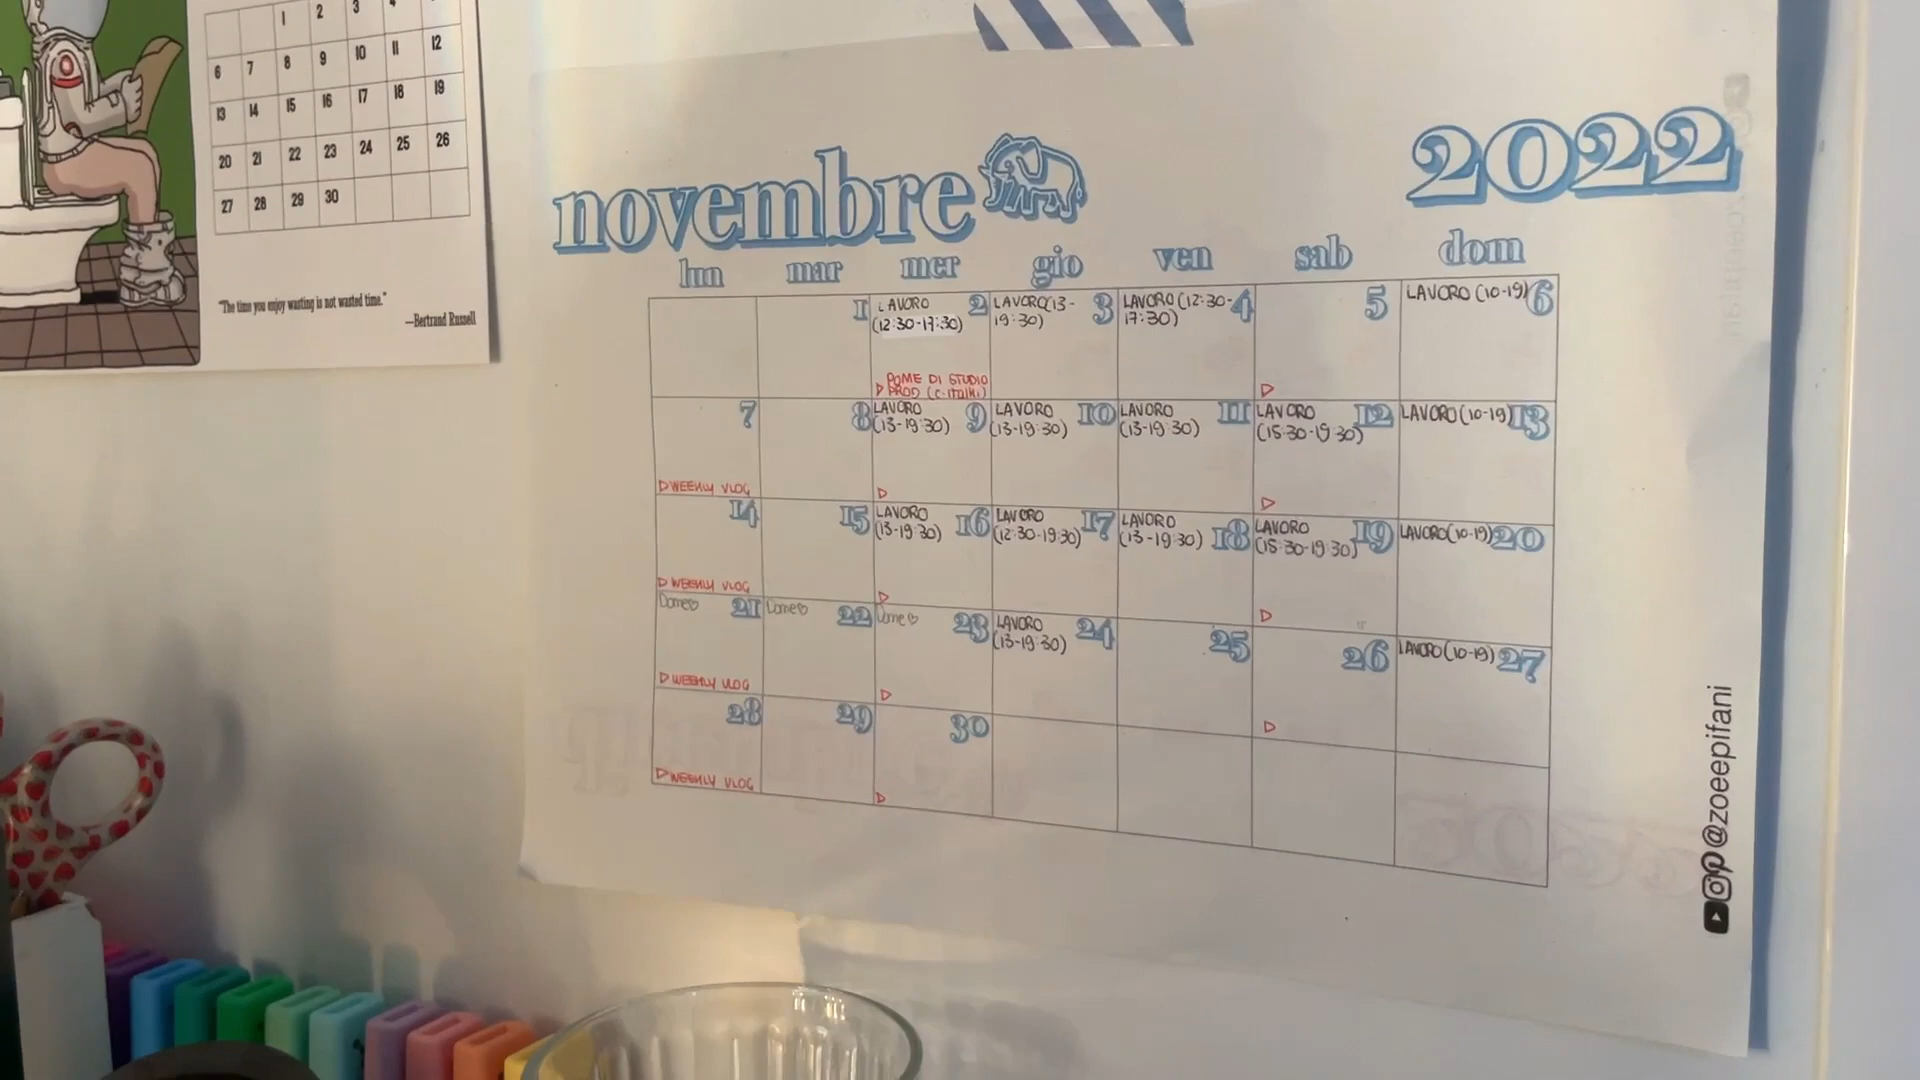 1 2 3
6 7 8 9 10 11 12
13 14 15 16 17 18 19
20 21 22 23 24 25 26
27 28 29 30
"The time you enjoy wasting is not wasted time."
—Bertrand Russell
novembre
2022
lun mar mer gio ven sab dom
1
LAVORO 2
(12:30-17:30)
POME DI STUDIO
PROD (c-italki)
LAVORO(13- 3
19:30)
LAVORO (12:30- 4
17:30)
5
LAVORO (10-19) 6
7
WEEKLY VLOG
8
LAVORO 9
(13-19:30)
LAVORO 10
(13-19:30)
LAVORO 11
(13-19:30)
LAVORO 12
(15:30-19:30)
LAVORO (10-19) 13
14
WEEKLY VLOG
15
LAVORO 16
(13-19:30)
LAVORO 17
(12:30-19:30)
LAVORO 18
(13-19:30)
LAVORO 19
(15:30-19:30)
LAVORO (10-19) 20
Dome♡ 21
WEEKLY VLOG
Dome♡ 22
Dome♡ 23
LAVORO 24
(13-19:30)
25
26
LAVORO (10-19) 27
28
WEEKLY VLOG
29
30
@zoeepifani